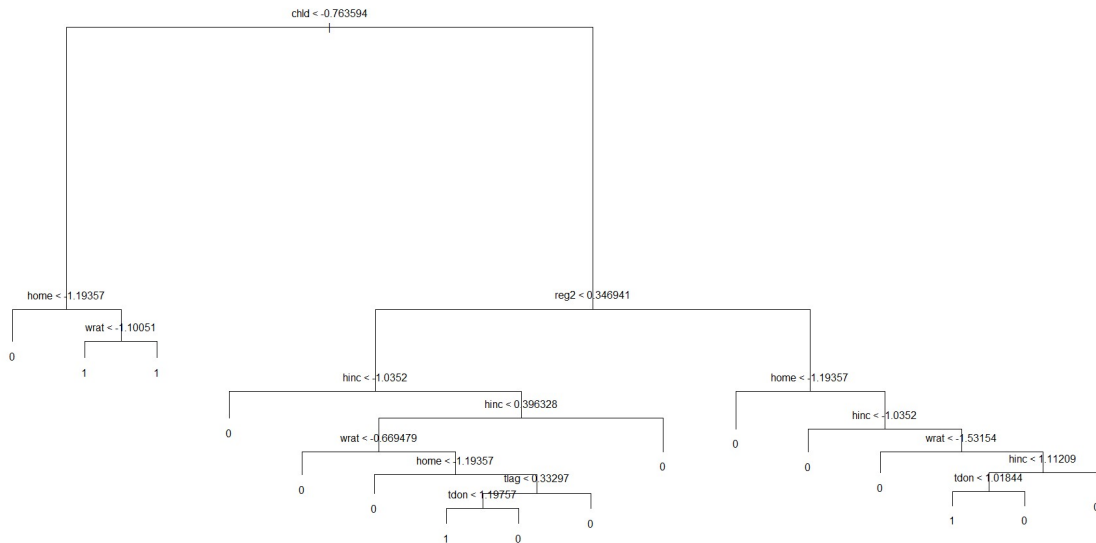 chld < -0.763594
home < -1.19357
reg2 < 0.346941
wrat < -1.10051
0
1 1
hinc < -1.0352
home < -1.19357
hinc < 0.396328
hinc < -1.0352
0
0
wrat < -0.669479
wrat < -1.53154
home < -1.19357
hinc < 1.11209
0
0
0
0
tlag < 0.33297
tdon < 1.01844
0
tdon < 1.19757
0
0
1 0
1 0
0